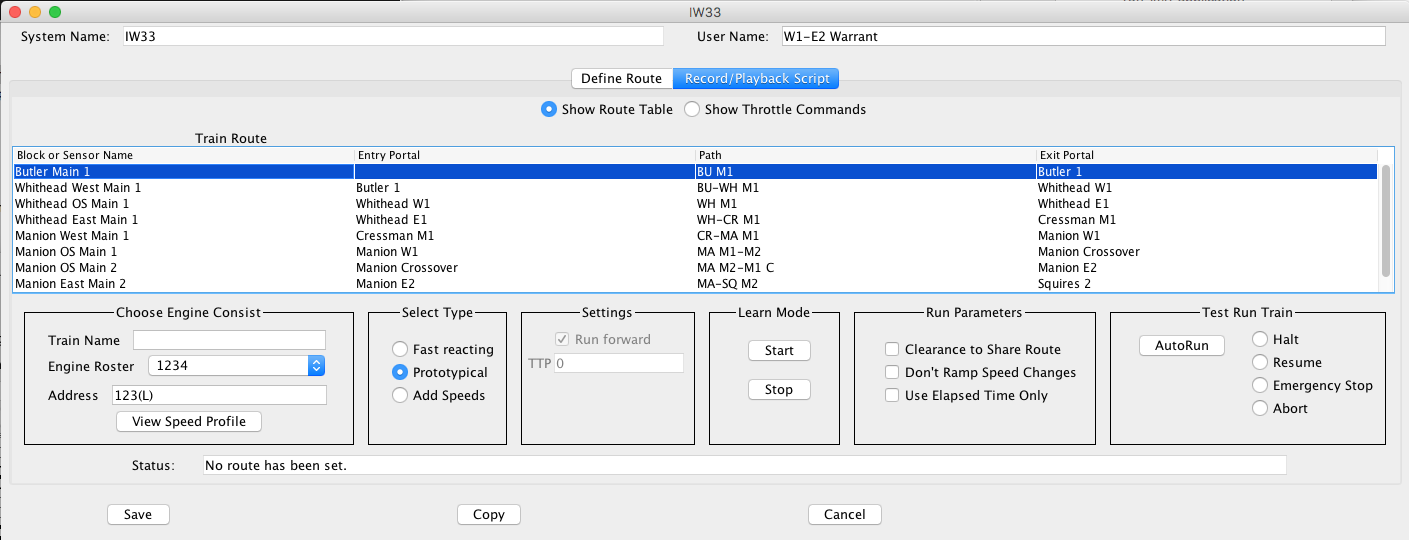 IW33
System Name: IW33 User Name: W1-E2 Warrant
Define Route Record/Playback Script
Show Route Table Show Throttle Commands
Train Route
Block or Sensor Name Entry Portal Path Exit Portal
Butler Main 1 BU M1 Butler 1
Whithead West Main 1 Butler 1 BU-WH M1 Whithead W1
Whithead OS Main 1 Whithead W1 WH M1 Whithead E1
Whithead East Main 1 Whithead E1 WH-CR M1 Cressman M1
Manion West Main 1 Cressman M1 CR-MA M1 Manion W1
Manion OS Main 1 Manion W1 MA M1-M2 Manion Crossover
Manion OS Main 2 Manion Crossover MA M2-M1 C Manion E2
Manion East Main 2 Manion E2 MA-SQ M2 Squires 2
Choose Engine Consist
Train Name
Engine Roster 1234
Address 123(L)
View Speed Profile
Select Type
Fast reacting
Prototypical
Add Speeds
Settings
Run forward
TTP 0
Learn Mode
Start
Stop
Run Parameters
Clearance to Share Route
Don't Ramp Speed Changes
Use Elapsed Time Only
Test Run Train
AutoRun
Halt
Resume
Emergency Stop
Abort
Status: No route has been set.
Save Copy Cancel